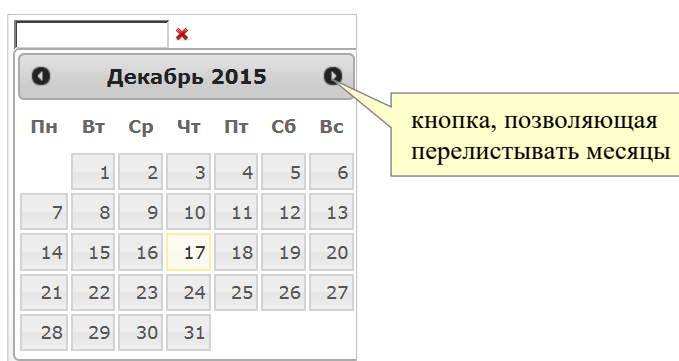 Декабрь 2015
Пн Вт Ср Чт Пт Сб Вс
1 2 3 4 5 6
7 8 9 10 11 12 13
14 15 16 17 18 19 20
21 22 23 24 25 26 27
28 29 30 31
кнопка, позволяющая
перелистывать месяцы